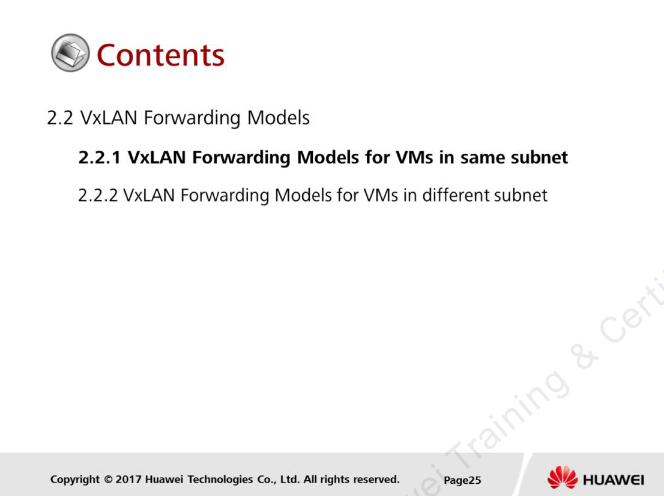 Contents
2.2 VxLAN Forwarding Models
2.2.1 VxLAN Forwarding Models for VMs in same subnet
2.2.2 VxLAN Forwarding Models for VMs in different subnet
Training & Certi
Copyright © 2017 Huawei Technologies Co., Ltd. All rights reserved.
Page25
HUAWEI